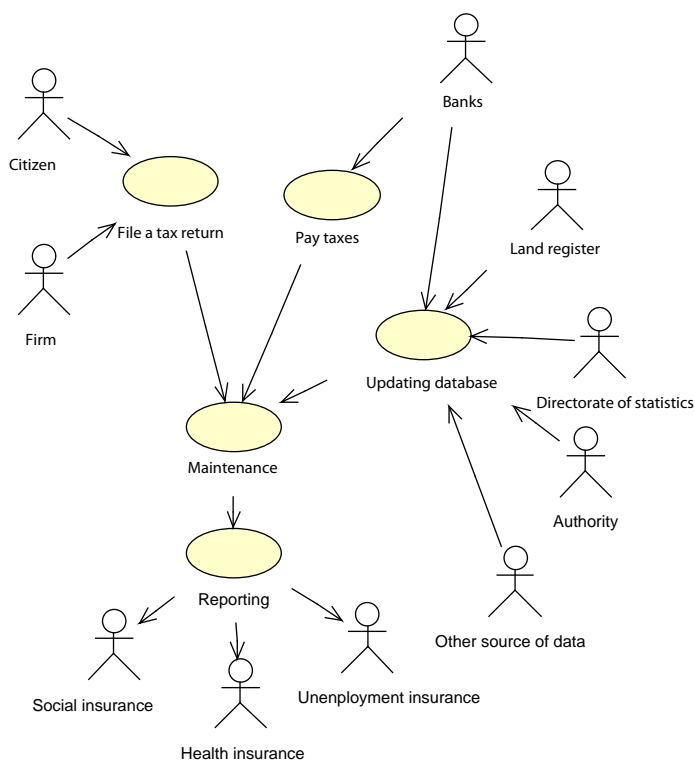 Banks
Citizen
File a tax return
Pay taxes
Land register
Firm
Updating database
Directorate of statistics
Maintenance
Authority
Reporting
Other source of data
Social insurance
Unenployment insurance
Health insurance